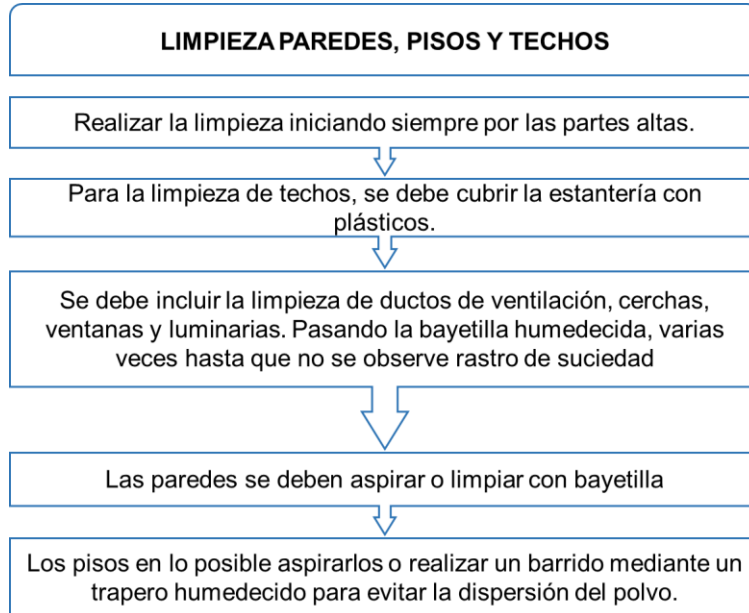 LIMPIEZA PAREDES, PISOS Y TECHOS
Realizar la limpieza iniciando siempre por las partes altas.
Para la limpieza de techos, se debe cubrir la estantería con
plásticos.
Se debe incluir la limpieza de ductos de ventilación, cerchas,
ventanas y luminarias. Pasando la bayetilla humedecida, varias
veces hasta que no se observe rastro de suciedad
Las paredes se deben aspirar o limpiar con bayetilla
Los pisos en lo posible aspirarlos o realizar un barrido mediante un
trapero humedecido para evitar la dispersión del polvo.